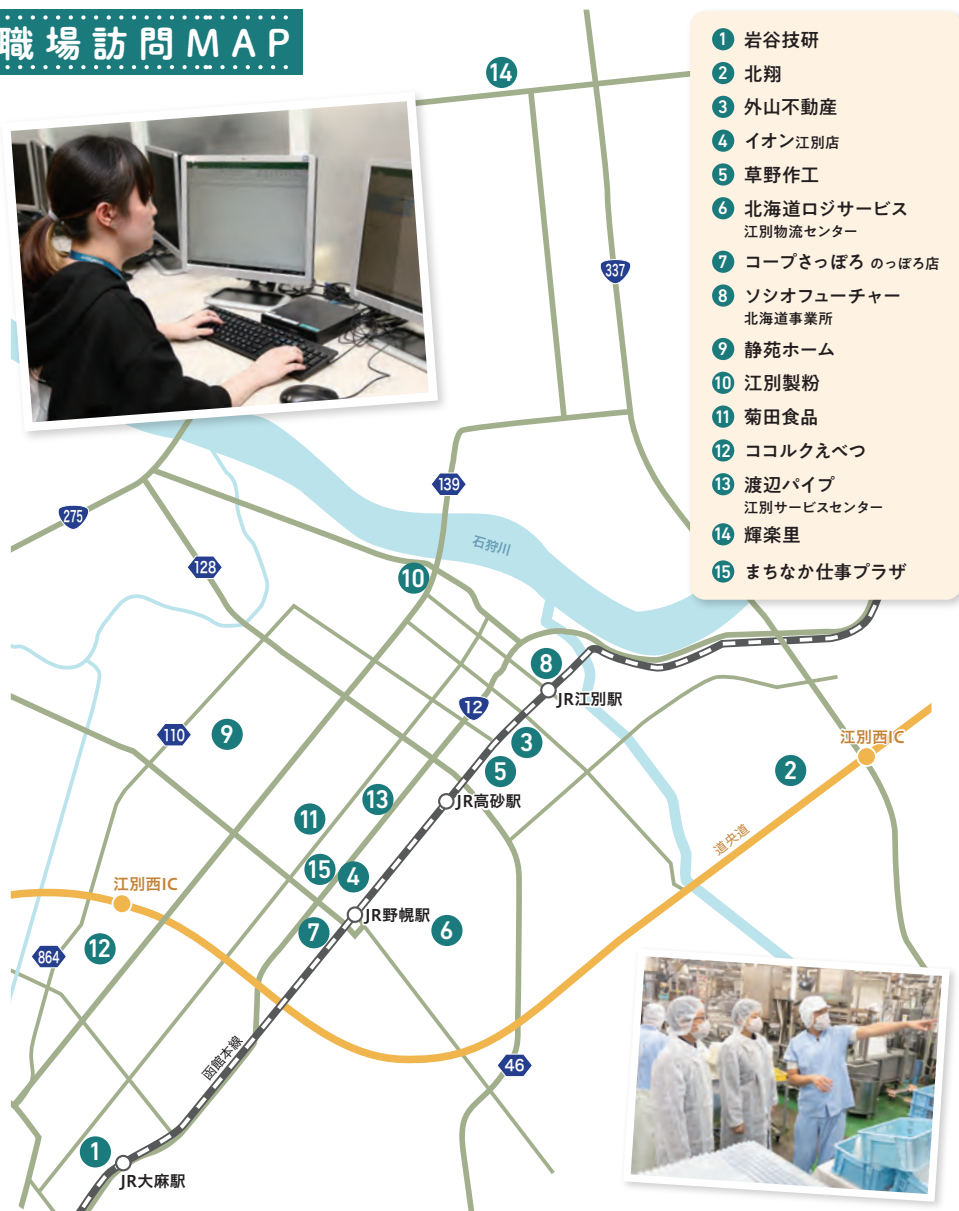 職場訪問MAP
1 岩谷技研
2 北翔
3 外山不動産
4 イオン江別店
5 草野作工
6 北海道ロジサービス
江別物流センター
7 コープさっぽろ のっぽろ店
8 ソシオフューチャー
北海道事業所
9 静苑ホーム
10 江別製粉
11 菊田食品
12 ココルクえべつ
13 渡辺パイプ
江別サービスセンター
14 輝楽里
15 まちなか仕事プラザ
14
337
139
275
石狩川
128
10
8
JR江別駅
12
110
9
3
江別西IC
5
2
13
JR高砂駅
11
道央道
15
4
江別西IC
JR野幌駅
7
6
12
864
函館本線
46
1
JR大麻駅